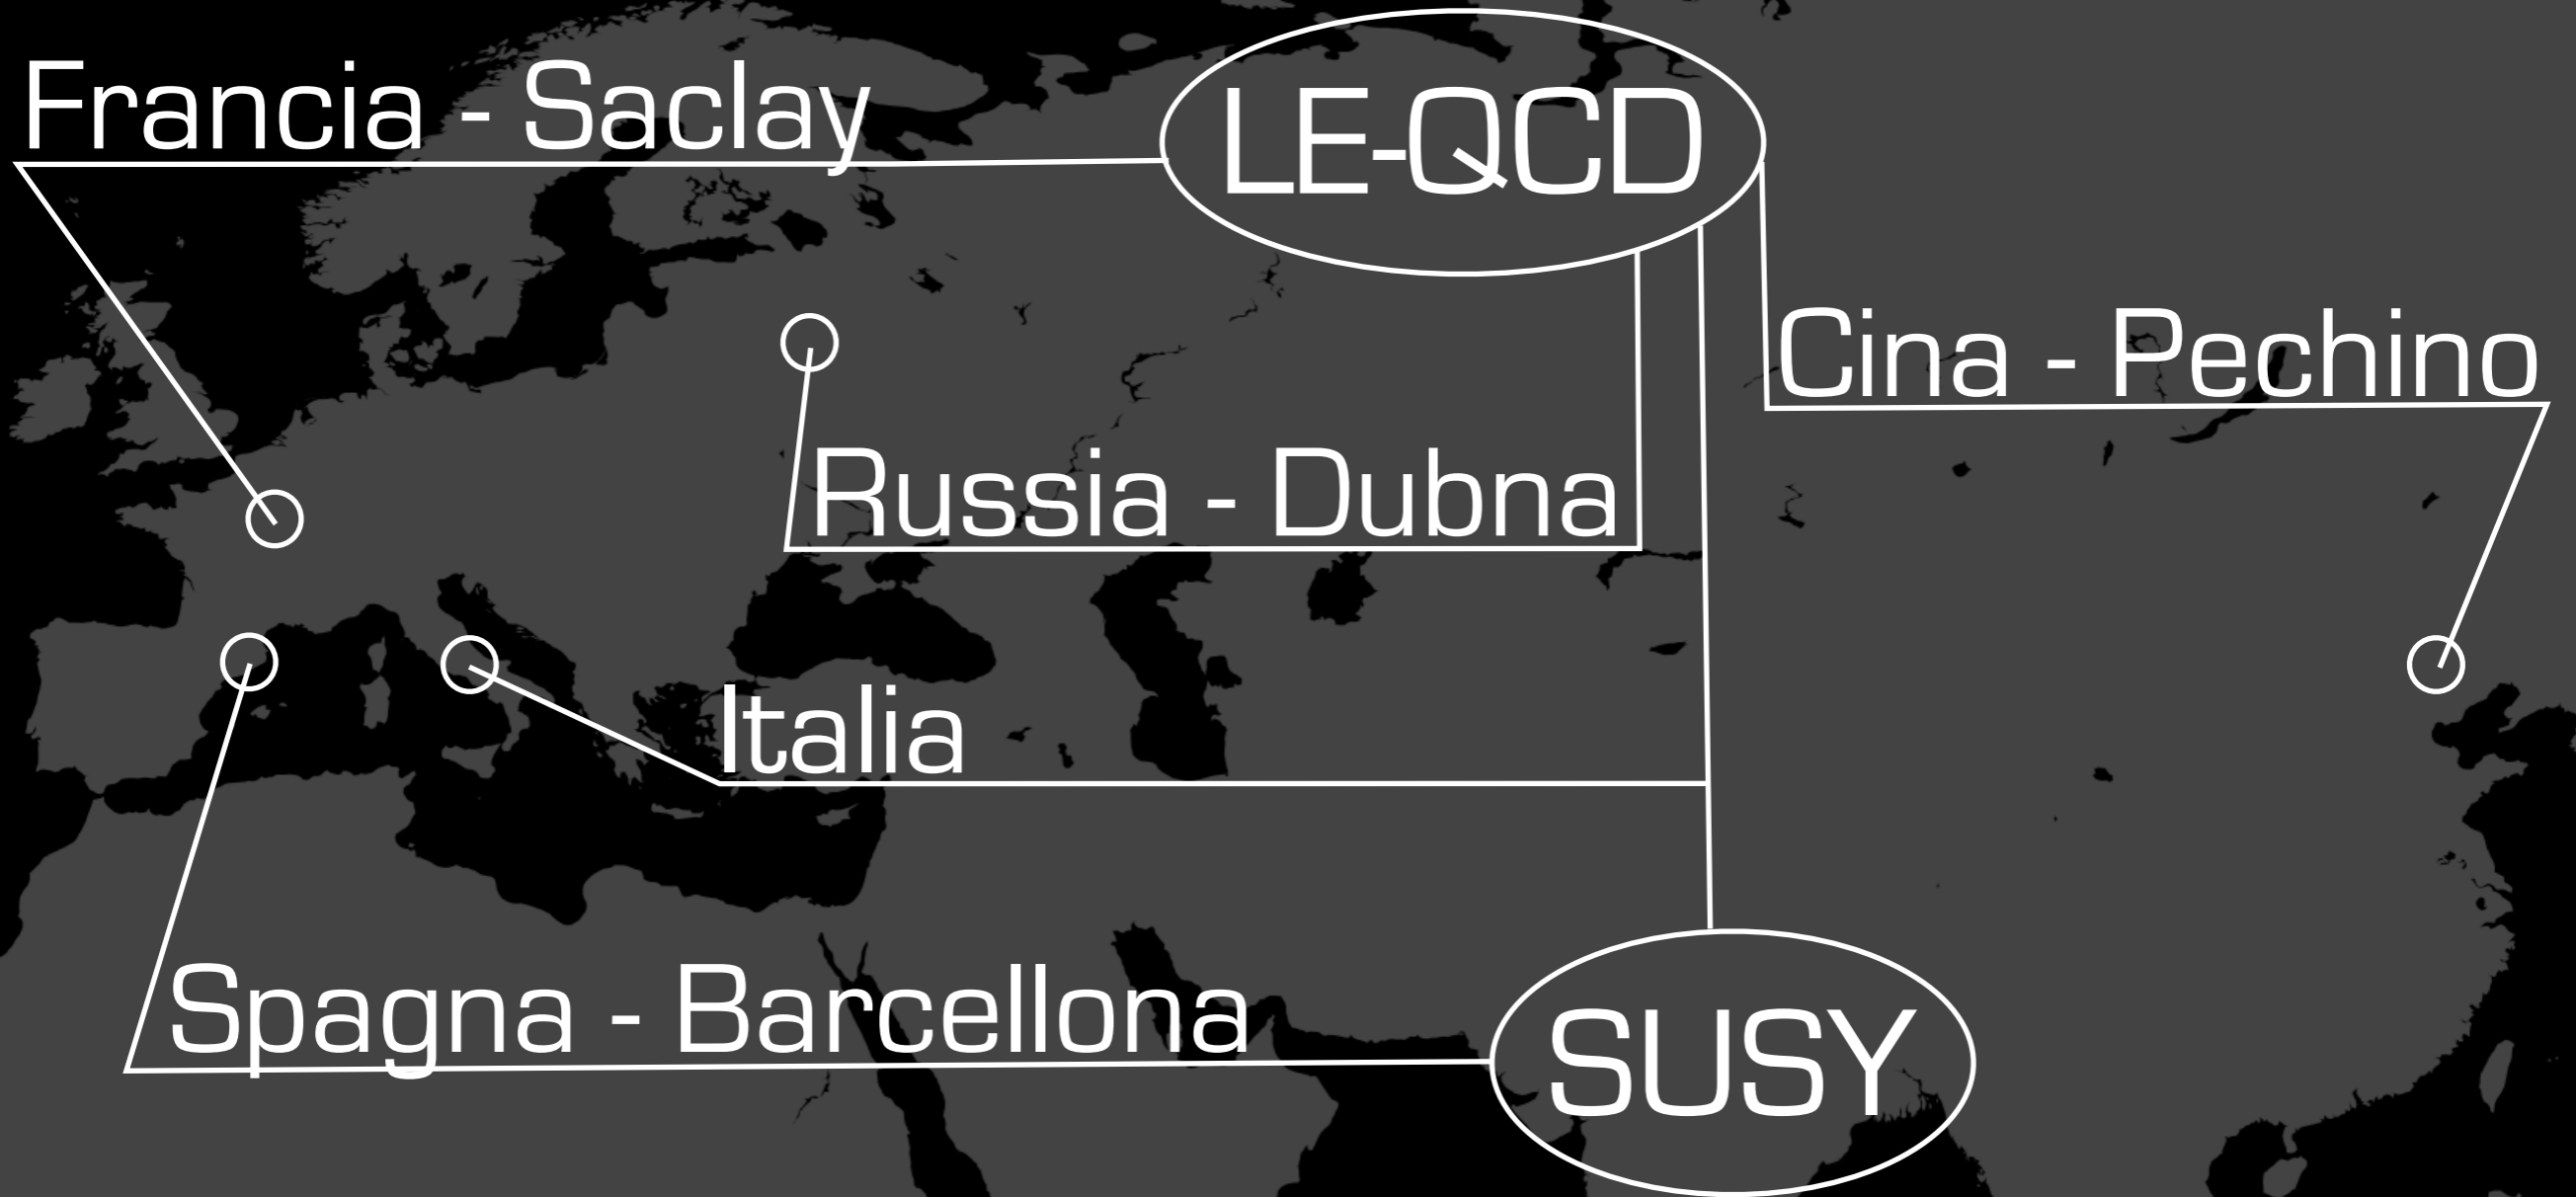 Francia - Saclay
LE-QCD
Cina - Pechino
Russia - Dubna
Italia
Spagna - Barcellona
SUSY